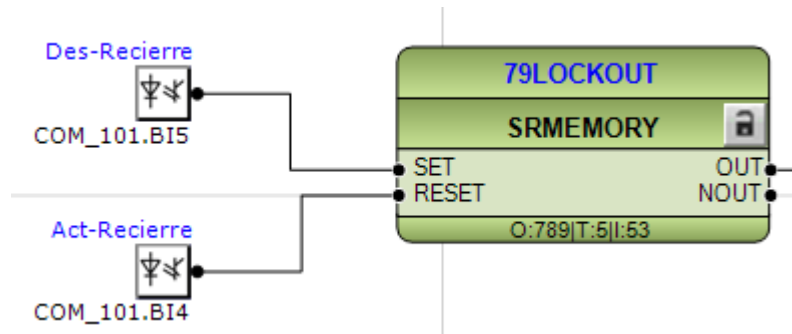 Des-Recierre
COM_101.BI5
79LOCKOUT
SRMEMORY
SET OUT
RESET NOUT
O:789|T:5|I:53
Act-Recierre
COM_101.BI4